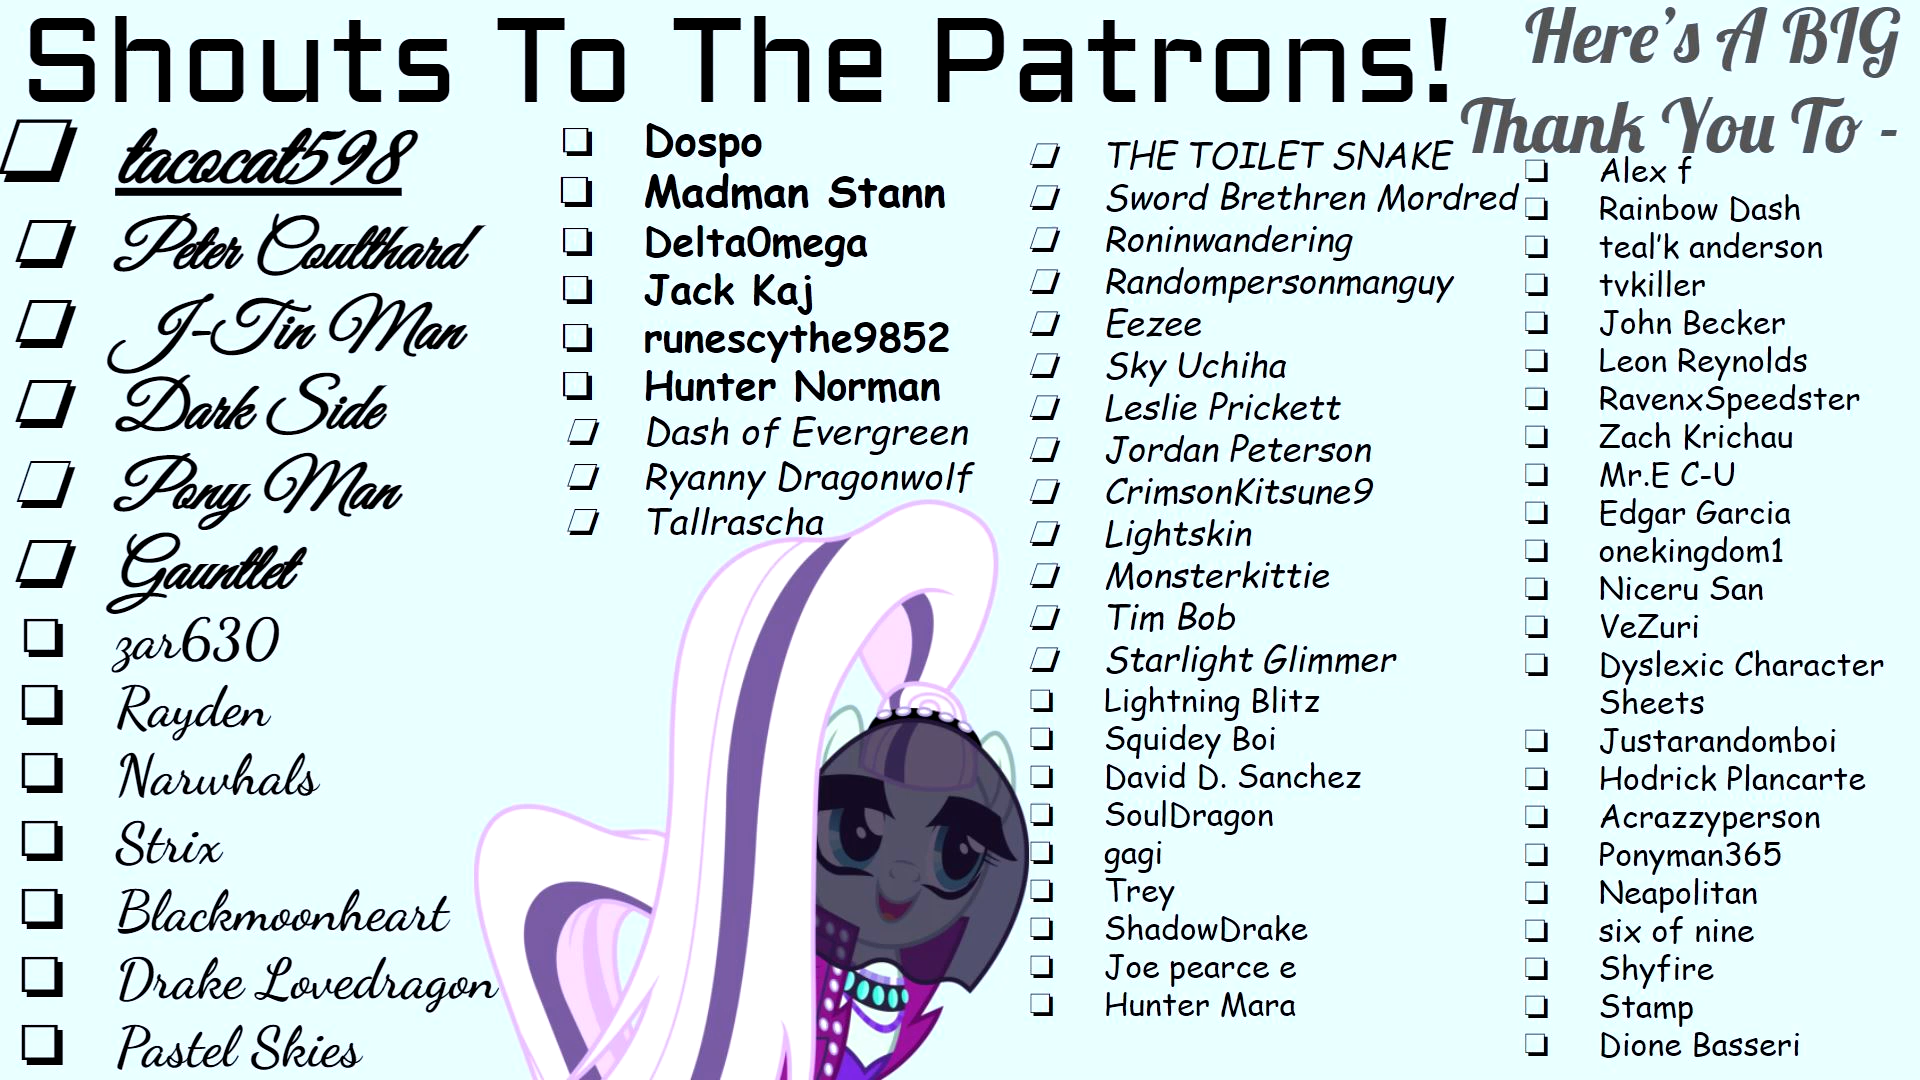 Shouts To The Patrons!
Here's A BIG
Thank You To -
❏ tacocat598
❏ Peter Coulthard
❏ J-Tin Man
❏ Dark Side
❏ Pony Man
❏ Gauntlet
❏ zar630
❏ Rayden
❏ Narwhals
❏ Strix
❏ Blackmoonheart
❏ Drake Lovedragon
❏ Pastel Skies
❏ Dospo
❏ Madman Stann
❏ Delta0mega
❏ Jack Kaj
❏ runescythe9852
❏ Hunter Norman
❏ Dash of Evergreen
❏ Ryanny Dragonwolf
❏ Tallrascha
❏ THE TOILET SNAKE
❏ Sword Brethren Mordred
❏ Roninwandering
❏ Randompersonmanguy
❏ Eezee
❏ Sky Uchiha
❏ Leslie Prickett
❏ Jordan Peterson
❏ CrimsonKitsune9
❏ Lightskin
❏ Monsterkittie
❏ Tim Bob
❏ Starlight Glimmer
❏ Lightning Blitz
❏ Squidey Boi
❏ David D. Sanchez
❏ SoulDragon
❏ gagi
❏ Trey
❏ ShadowDrake
❏ Joe pearce e
❏ Hunter Mara
❏ Alex f
❏ Rainbow Dash
❏ teal'k anderson
❏ tvkiller
❏ John Becker
❏ Leon Reynolds
❏ RavenxSpeedster
❏ Zach Krichau
❏ Mr.E C-U
❏ Edgar Garcia
❏ onekingdom1
❏ Niceru San
❏ VeZuri
❏ Dyslexic Character
Sheets
❏ Justarandomboi
❏ Hodrick Plancarte
❏ Acrazzyperson
❏ Ponyman365
❏ Neapolitan
❏ six of nine
❏ Shyfire
❏ Stamp
❏ Dione Basseri